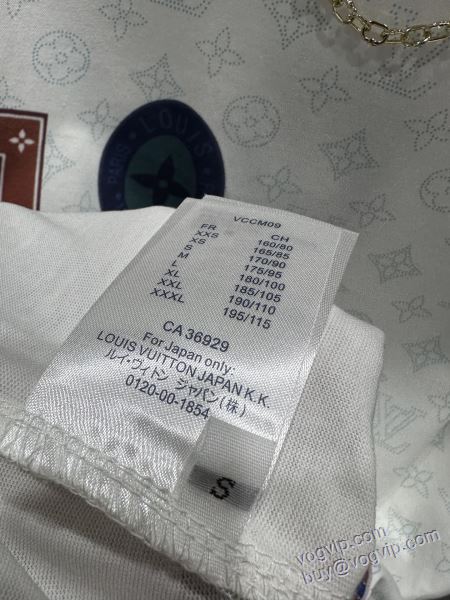 LOUIS
PARIS
VCCM09
FR CH
XXS 160/80
XS 165/85
S 170/90
M 175/95
L 180/100
XL 185/105
XXL 190/110
XXXL 195/115
CA 36929
For Japan only:
LOUIS VUITTON JAPAN K.K.
ルイ・ヴィトン ジャパン(株)
0120-00-1854
S
vogvip.com
buy@vogvip.com